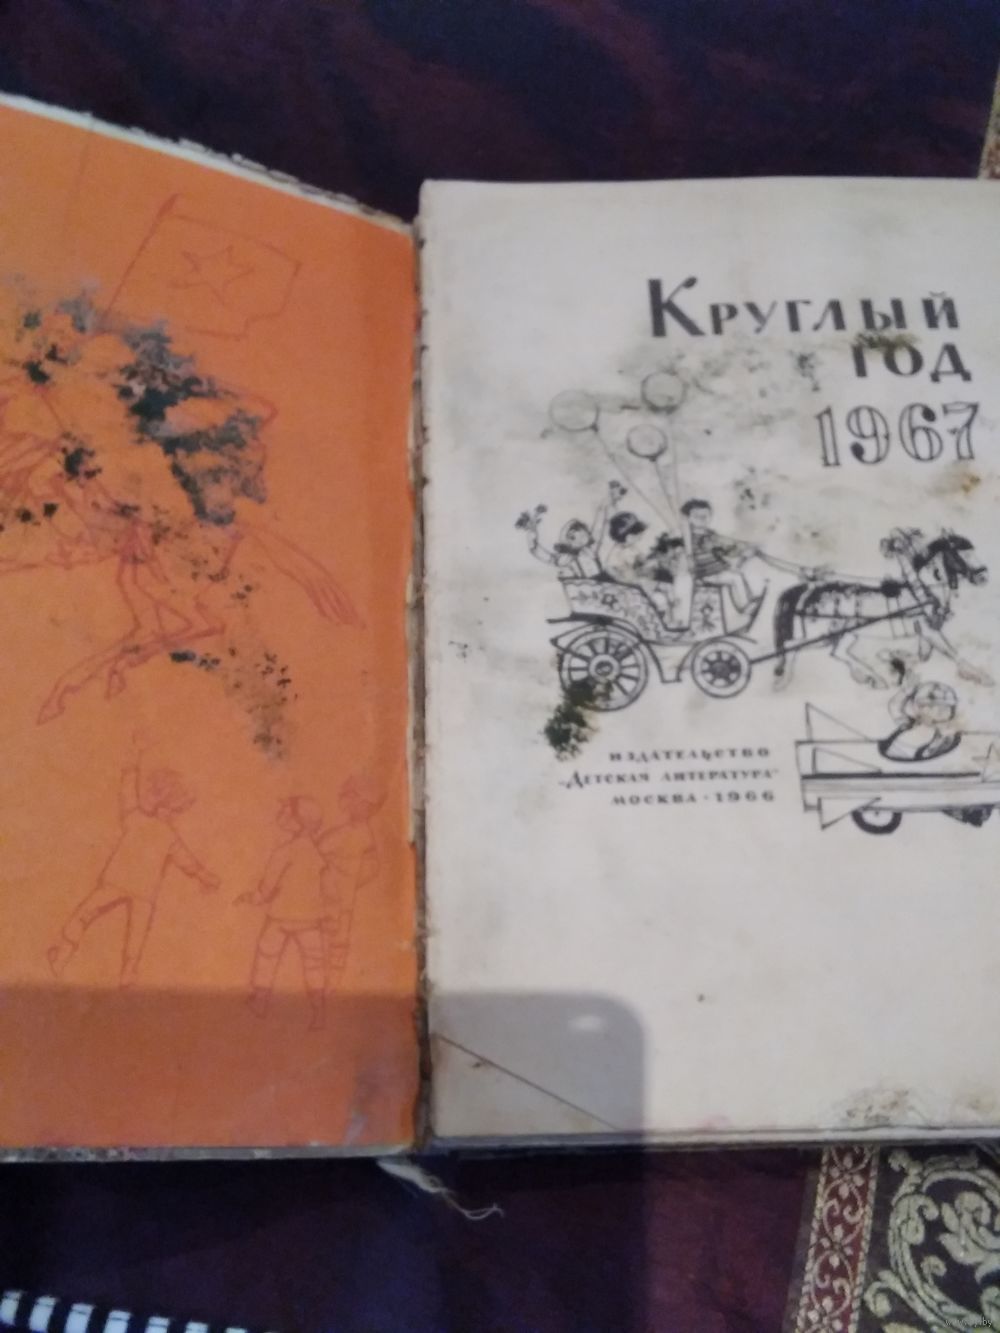 Круглый
год
1967
издательство
"Детская литература"
москва · 1966